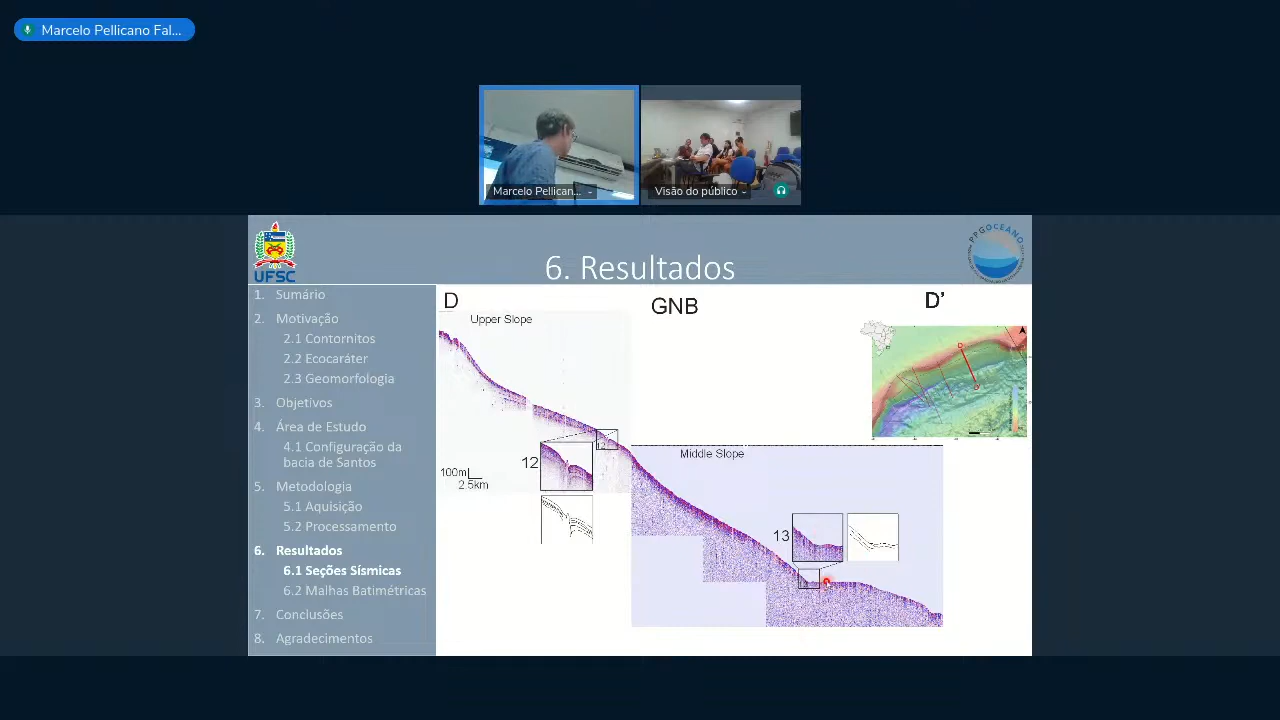 Marcelo Pellicano Fal...
Marcelo Pellican...
Visão do público
UFSC
6. Resultados
PPGOCEANO
1. Sumário
2. Motivação
2.1 Contornitos
2.2 Ecocaráter
2.3 Geomorfologia
3. Objetivos
4. Área de Estudo
4.1 Configuração da
bacia de Santos
5. Metodologia
5.1 Aquisição
5.2 Processamento
6. Resultados
6.1 Seções Sísmicas
6.2 Malhas Batimétricas
7. Conclusões
8. Agradecimentos
D
GNB
D’
Upper Slope
12
100m
2.5km
Middle Slope
13